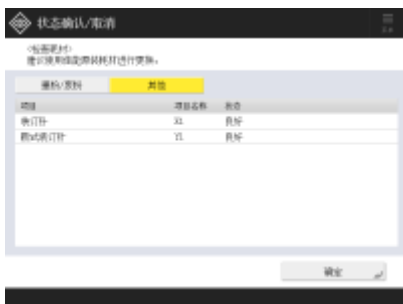 状态确认/取消
<检查耗材>
建议使用佳能原装耗材进行更换。
墨粉/原料 其他
项目 项目名称 状态
装订针 X1 良好
鞍式装订针 Y1 良好
确定